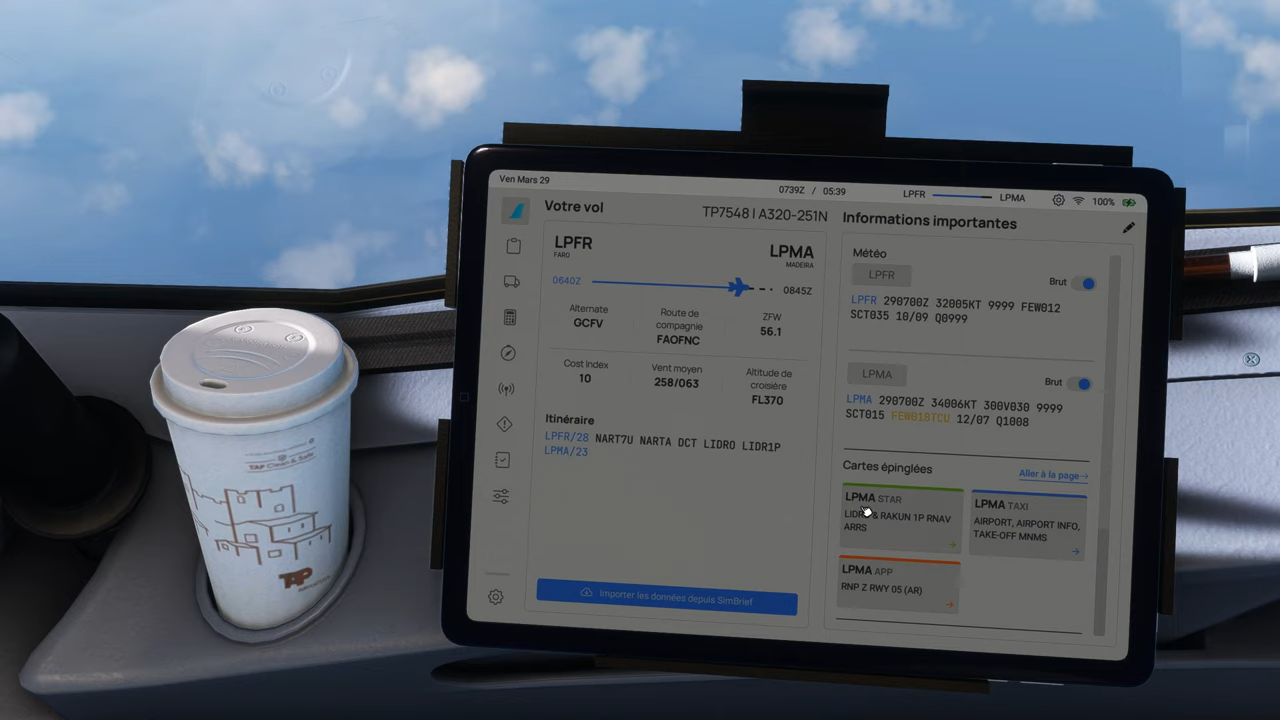 Ven Mars 29
0739Z / 05:39
LPFR
LPMA
100%
Votre vol
TP7548 | A320-251N
LPFR
FARO
LPMA
MADEIRA
0640Z
0845Z
Alternate
GCFV
Route de
compagnie
FAOFNC
ZFW
56.1
Cost Index
10
Vent moyen
258/063
Altitude de
croisière
FL370
Itinéraire
LPFR/28 NART7U NARTA DCT LIDRO LIDR1P
LPMA/23
Importer les données depuis SimBrief
Informations importantes
Météo
LPFR
Brut
LPFR 290700Z 32005KT 9999 FEW012
SCT035 10/09 Q0999
LPMA
Brut
LPMA 290700Z 34006KT 300V030 9999
SCT015 FEW018TCU 12/07 Q1008
Cartes épinglées
Aller à la page
LPMA STAR
& RAKUN 1P RNAV
ARRS
LPMA TAXI
AIRPORT, AIRPORT INFO,
TAKE-OFF MNMS
LPMA APP
RNP Z RWY 05 (AR)
TAP Clean & Safe
TAP